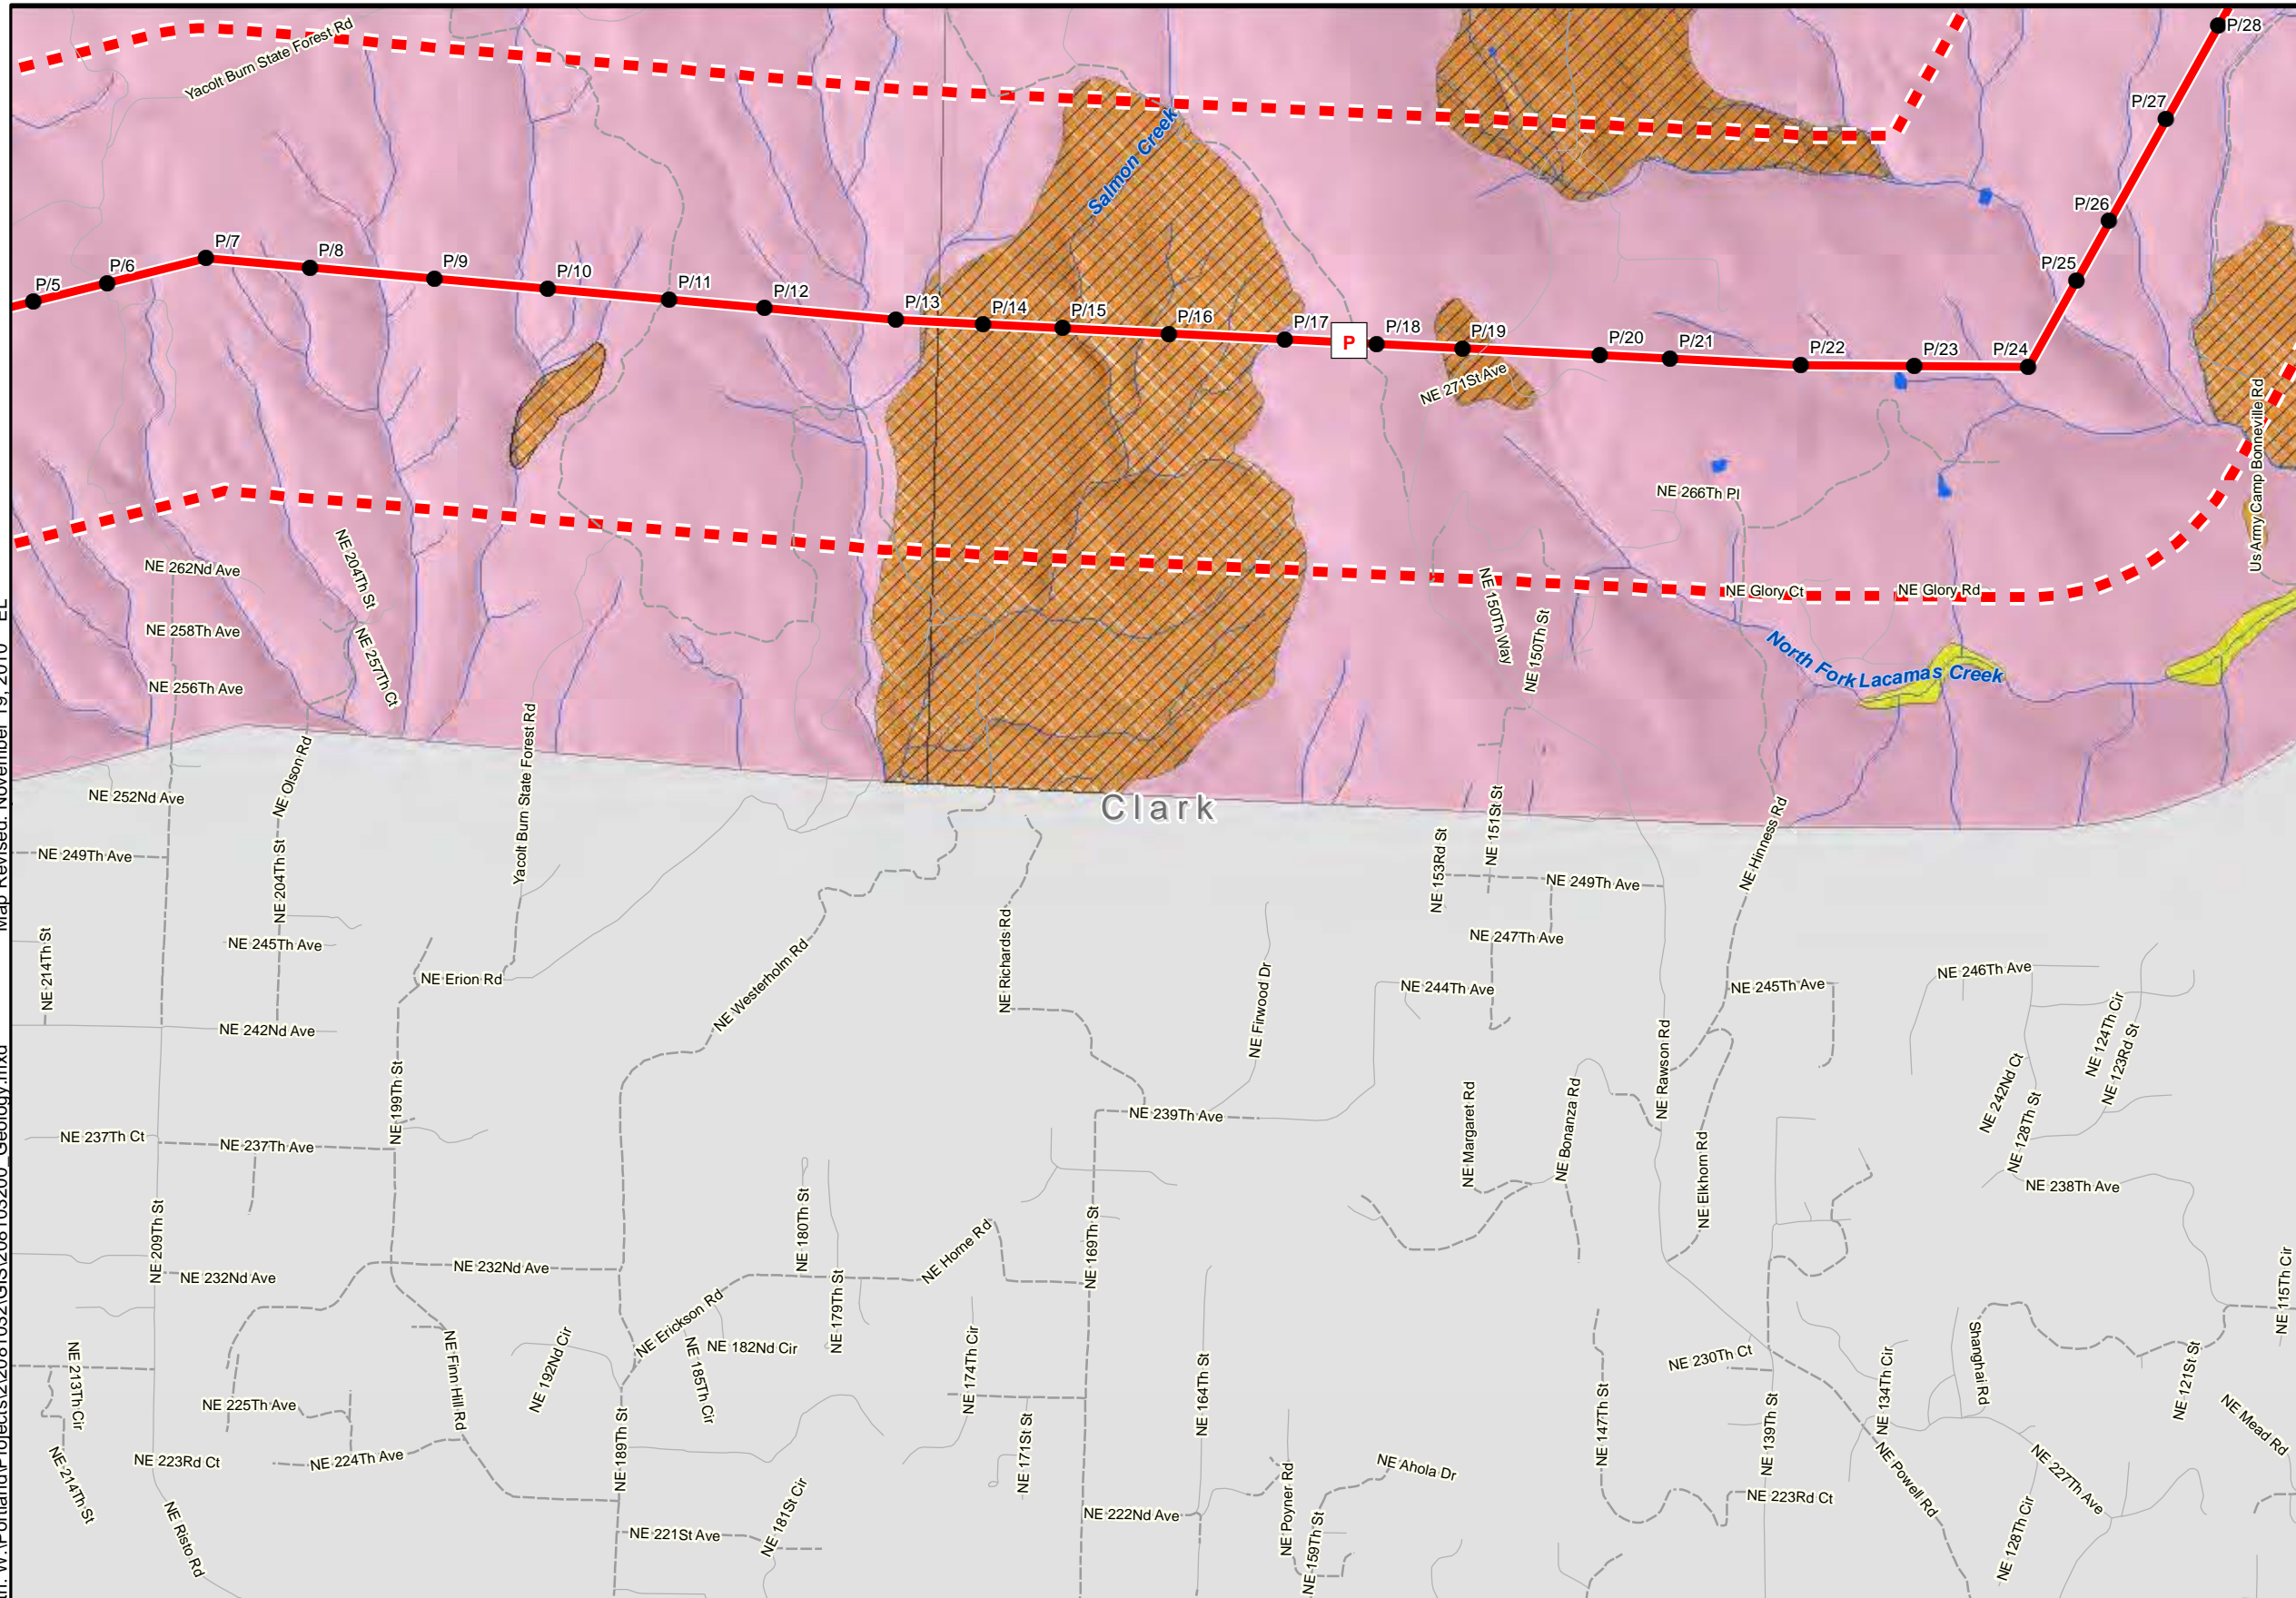 Yacolt Burn State Forest Rd
P/28
P/27
Salmon Creek
P/26
P/25
P/7
P/8
P/6
P/5
P/9
P/10
P/11
P/12
P/13
P/14
P/15
P/16
P/17
P
P/18
P/19
P/20
P/21
P/22
P/23
P/24
NE 271St Ave
Us Army Camp Bonneville Rd
NE 266Th Pl
NE 262Nd Ave
NE 204Th St
NE 258Th Ave
NE 257Th Ct
NE 256Th Ave
NE 150Th Way
NE 150Th St
NE Glory Ct
NE Glory Rd
North Fork Lacamas Creek
Map Revised: November 19, 2010
EL
NE Olson Rd
Yacolt Burn State Forest Rd
NE 252Nd Ave
Clark
NE 249Th Ave
NE 204Th St
NE 153Rd St
NE 151St St
NE 249Th Ave
NE Hinness Rd
NE 214Th St
NE 245Th Ave
NE Erion Rd
NE Westerholm Rd
NE Richards Rd
NE Firwood Dr
NE 247Th Ave
NE 244Th Ave
NE 245Th Ave
NE 246Th Ave
NE 242Nd Ave
NE 199Th St
NE Rawson Rd
NE 124Th Cir
NE 123Rd St
NE 242Nd Ct
NE 128Th St
NE 237Th Ct
NE 237Th Ave
NE 239Th Ave
NE Margaret Rd
NE Bonanza Rd
NE Elkhorn Rd
NE 238Th Ave
NE 209Th St
NE 232Nd Ave
NE 232Nd Ave
NE 180Th St
NE 179Th St
NE Horne Rd
NE 169Th St
NE 115Th Cir
NE Erickson Rd
NE 182Nd Cir
NE 185Th Cir
NE 213Th Cir
NE Finn Hill Rd
NE 192Nd Cir
NE 174Th Cir
NE 164Th St
NE 147Th St
NE 230Th Ct
NE 134Th Cir
Shanghai Rd
NE 121St St
NE Mead Rd
NE 225Th Ave
NE 223Rd Ct
NE 224Th Ave
NE 214Th St
NE 189Th St
NE 171St St
NE 139Th St
NE Ahola Dr
NE Poyner Rd
NE 223Rd Ct
NE Powell Rd
NE 227Th Ave
NE Risto Rd
NE 221St Ave
NE 181St Cir
NE 222Nd Ave
NE 159Th St
NE 128Th Cir